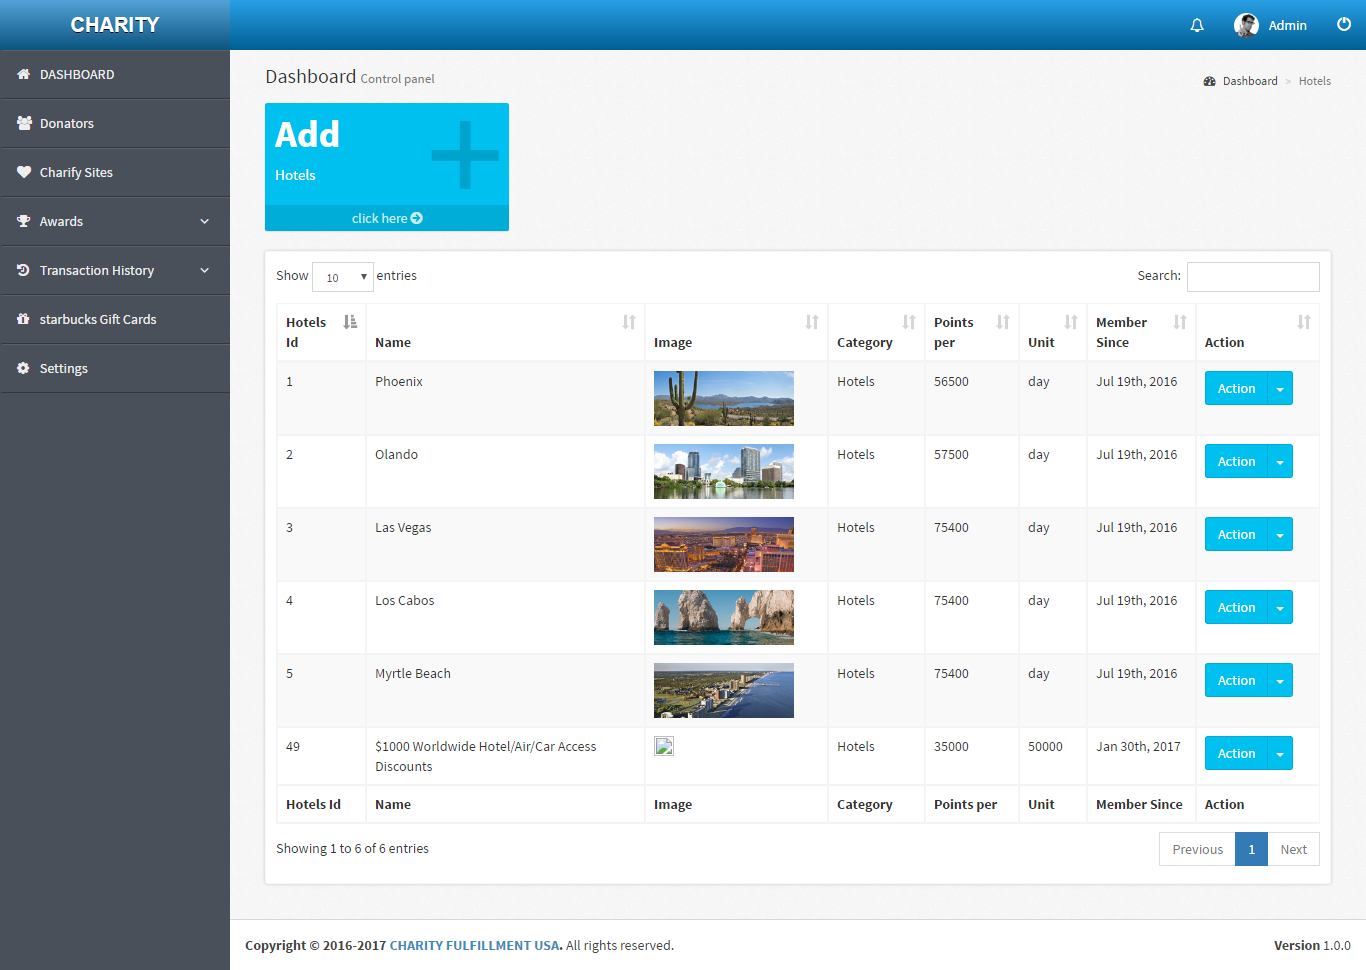 CHARITY
Admin
DASHBOARD
Donators
Charify Sites
Awards
Transaction History
starbucks Gift Cards
Settings
Dashboard Control panel
Dashboard > Hotels
Add
Hotels
click here
Show 10 entries
Search:
Hotels Id Name Image Category Points per Unit Member Since Action
1 Phoenix Hotels 56500 day Jul 19th, 2016 Action
2 Olando Hotels 57500 day Jul 19th, 2016 Action
3 Las Vegas Hotels 75400 day Jul 19th, 2016 Action
4 Los Cabos Hotels 75400 day Jul 19th, 2016 Action
5 Myrtle Beach Hotels 75400 day Jul 19th, 2016 Action
49 $1000 Worldwide Hotel/Air/Car Access Hotels 35000 50000 Jan 30th, 2017 Action
Discounts
Hotels Id Name Image Category Points per Unit Member Since Action
Showing 1 to 6 of 6 entries
Previous 1 Next
Copyright © 2016-2017 CHARITY FULFILLMENT USA. All rights reserved.
Version 1.0.0